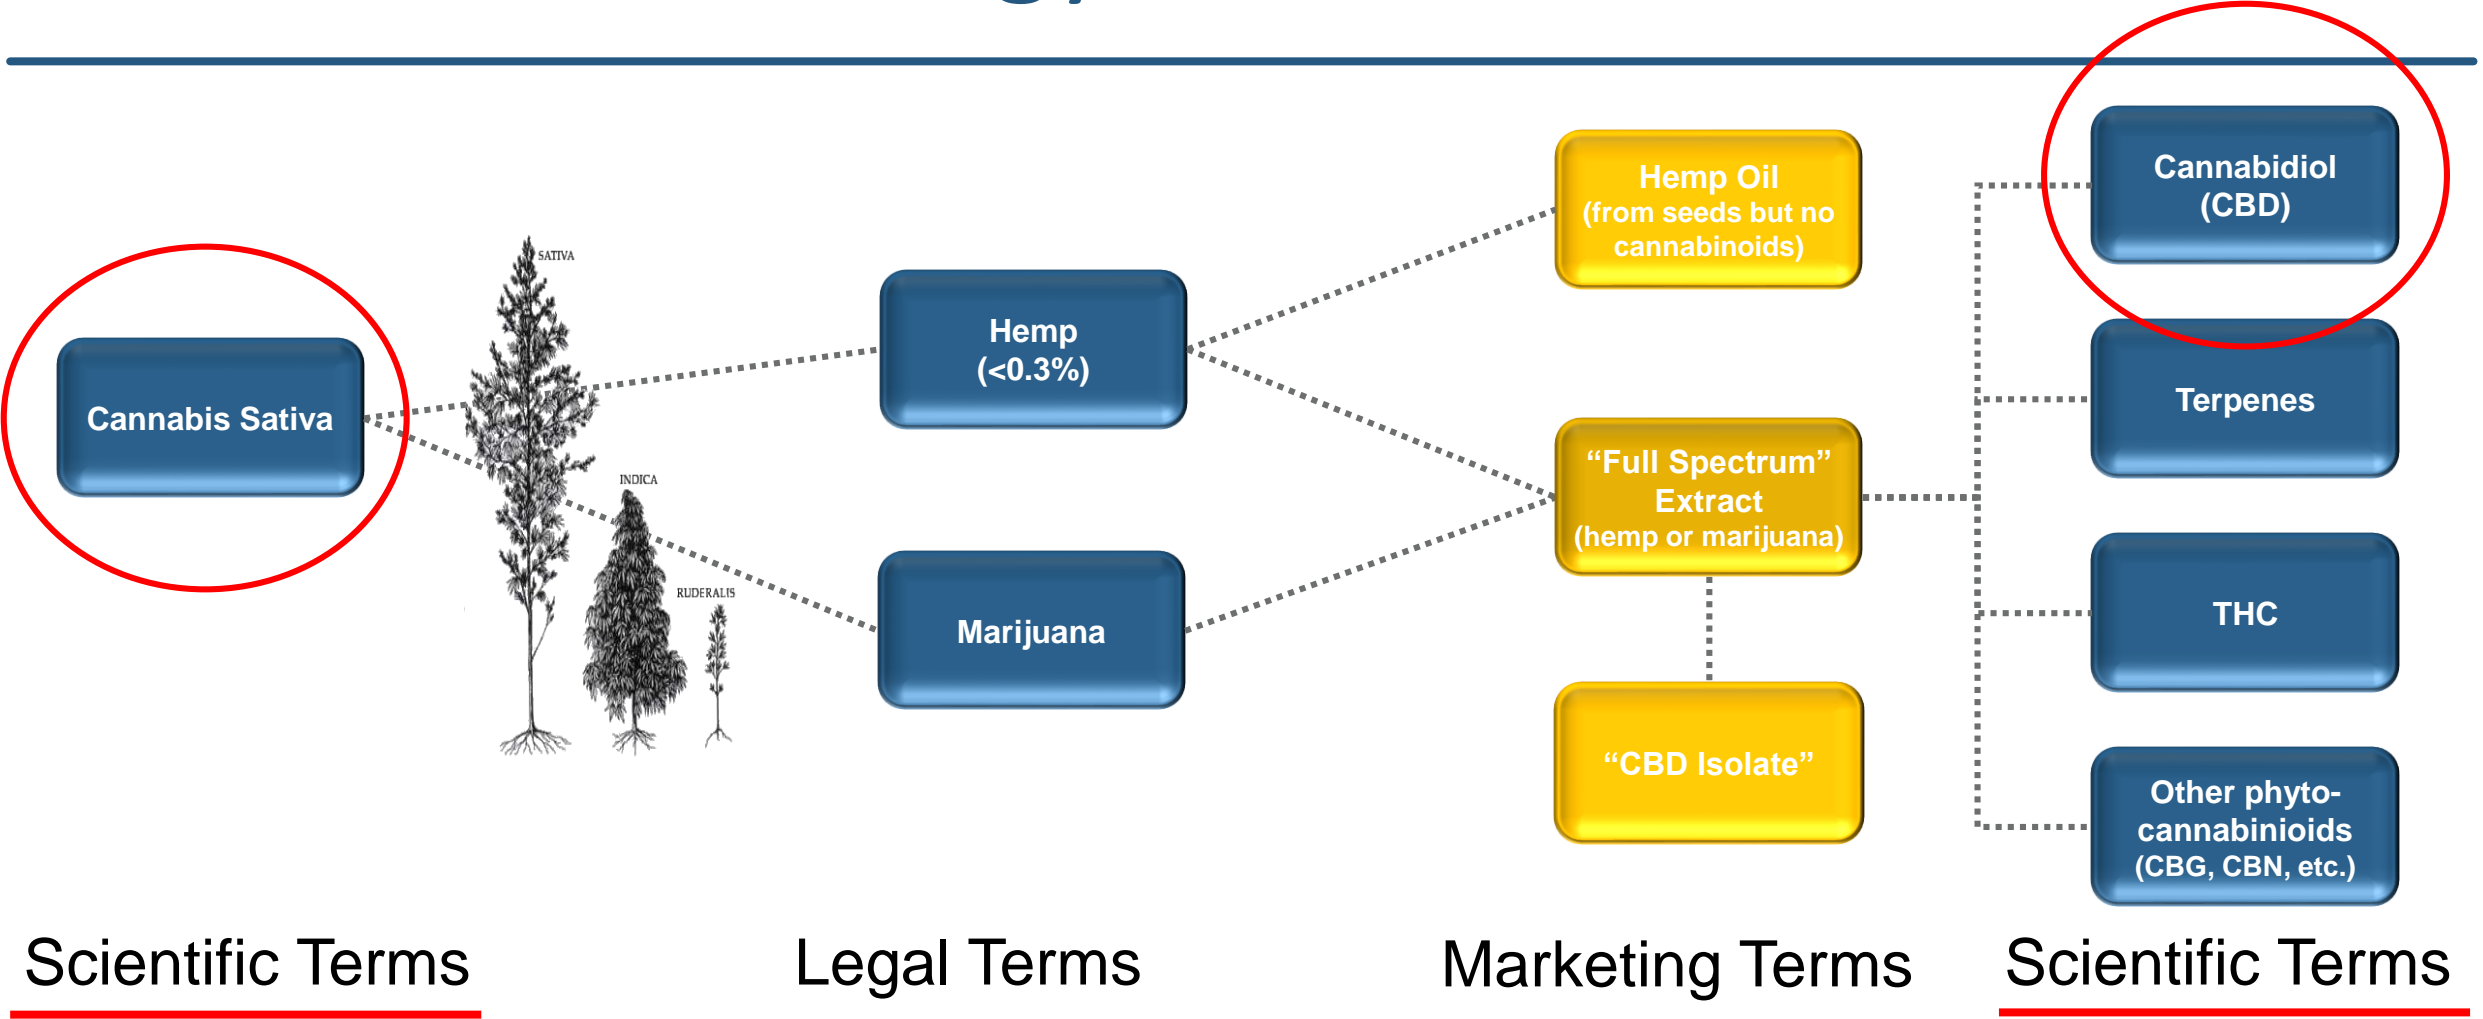 Cannabis Sativa
SATIVA
INDICA
RUDERALIS
Hemp
(<0.3%)
Marijuana
Hemp Oil
(from seeds but no
cannabinoids)
“Full Spectrum”
Extract
(hemp or marijuana)
“CBD Isolate”
Cannabidiol
(CBD)
Terpenes
THC
Other phyto-
cannabinioids
(CBG, CBN, etc.)
Scientific Terms
Legal Terms
Marketing Terms
Scientific Terms